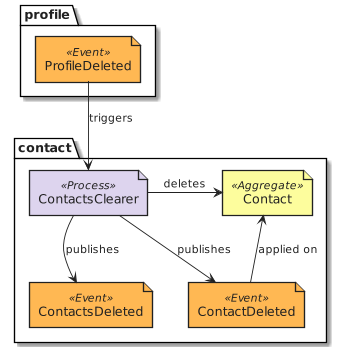 profile
«Event»
ProfileDeleted
triggers
contact
«Process»
ContactsClearer
deletes
«Aggregate»
Contact
publishes
publishes
applied on
«Event»
ContactsDeleted
«Event»
ContactDeleted